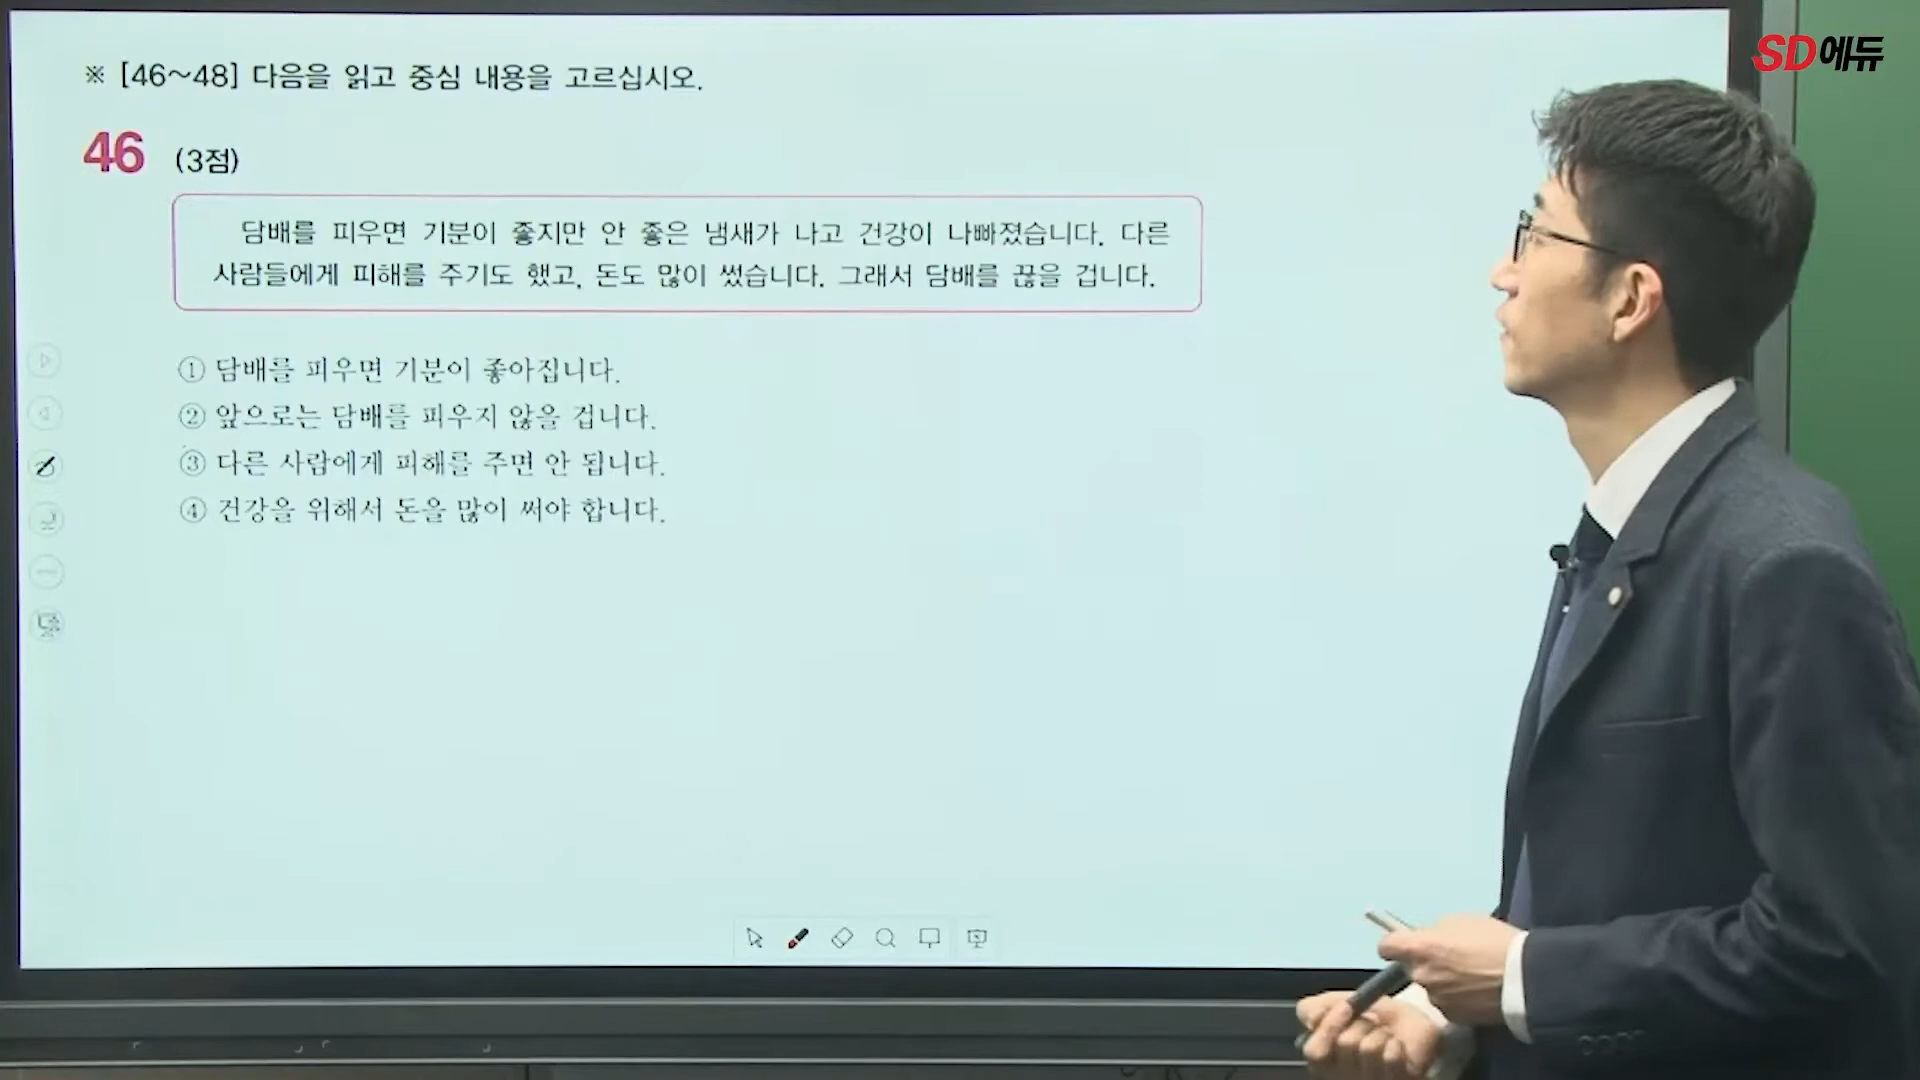 SD에듀
※ [46~48] 다음을 읽고 중심 내용을 고르십시오.
46 (3점)
담배를 피우면 기분이 좋지만 안 좋은 냄새가 나고 건강이 나빠졌습니다. 다른
사람들에게 피해를 주기도 했고, 돈도 많이 썼습니다. 그래서 담배를 끊을 겁니다.
① 담배를 피우면 기분이 좋아집니다.
② 앞으로는 담배를 피우지 않을 겁니다.
③ 다른 사람에게 피해를 주면 안 됩니다.
④ 건강을 위해서 돈을 많이 써야 합니다.